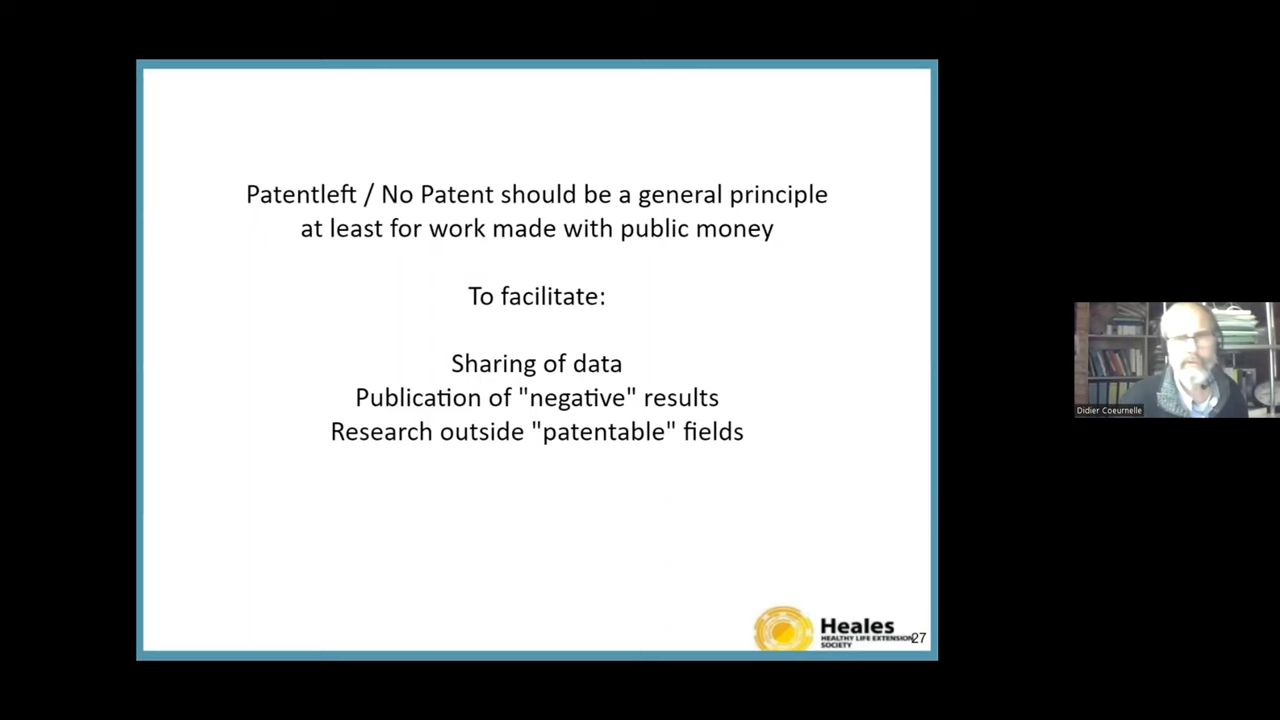 Patentleft / No Patent should be a general principle
at least for work made with public money
To facilitate:
Sharing of data
Publication of "negative" results
Research outside "patentable" fields
Heales
HEALTHY LIFE EXTENSION
SOCIETY
27
Didier Coeurnelle